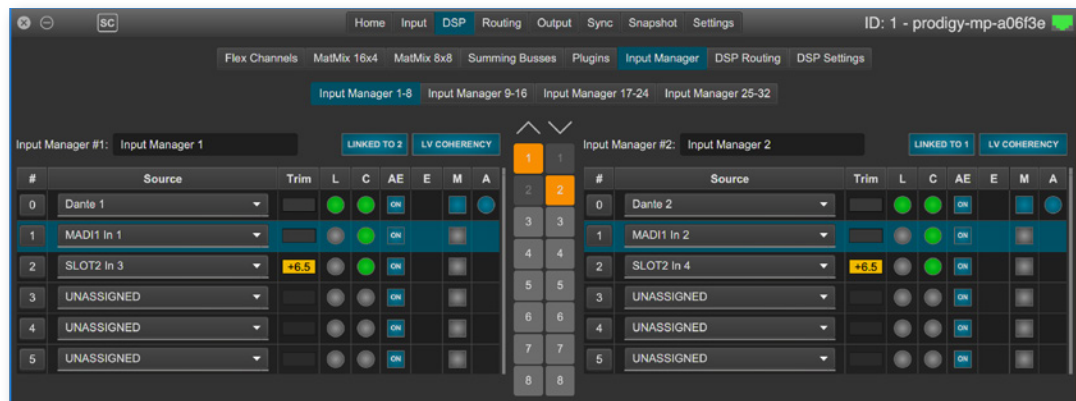 SC Home Input DSP Routing Output Sync Snapshot Settings ID: 1 - prodigy-mp-a06f3e
Flex Channels MatMix 16x4 MatMix 8x8 Summing Busses Plugins Input Manager DSP Routing DSP Settings
Input Manager 1-8 Input Manager 9-16 Input Manager 17-24 Input Manager 25-32
Input Manager #1: Input Manager 1 LINKED TO 2 LV COHERENCY
# Source Trim L C AE E M A
0 Dante 1 ON
1 MADI1 In 1 ON
2 SLOT2 In 3 +6.5 ON
3 UNASSIGNED ON
4 UNASSIGNED ON
5 UNASSIGNED ON
1 1
2 2
3 3
4 4
5 5
6 6
7 7
8 8
Input Manager #2: Input Manager 2 LINKED TO 1 LV COHERENCY
# Source Trim L C AE E M A
0 Dante 2 ON
1 MADI1 In 2 ON
2 SLOT2 In 4 +6.5 ON
3 UNASSIGNED ON
4 UNASSIGNED ON
5 UNASSIGNED ON